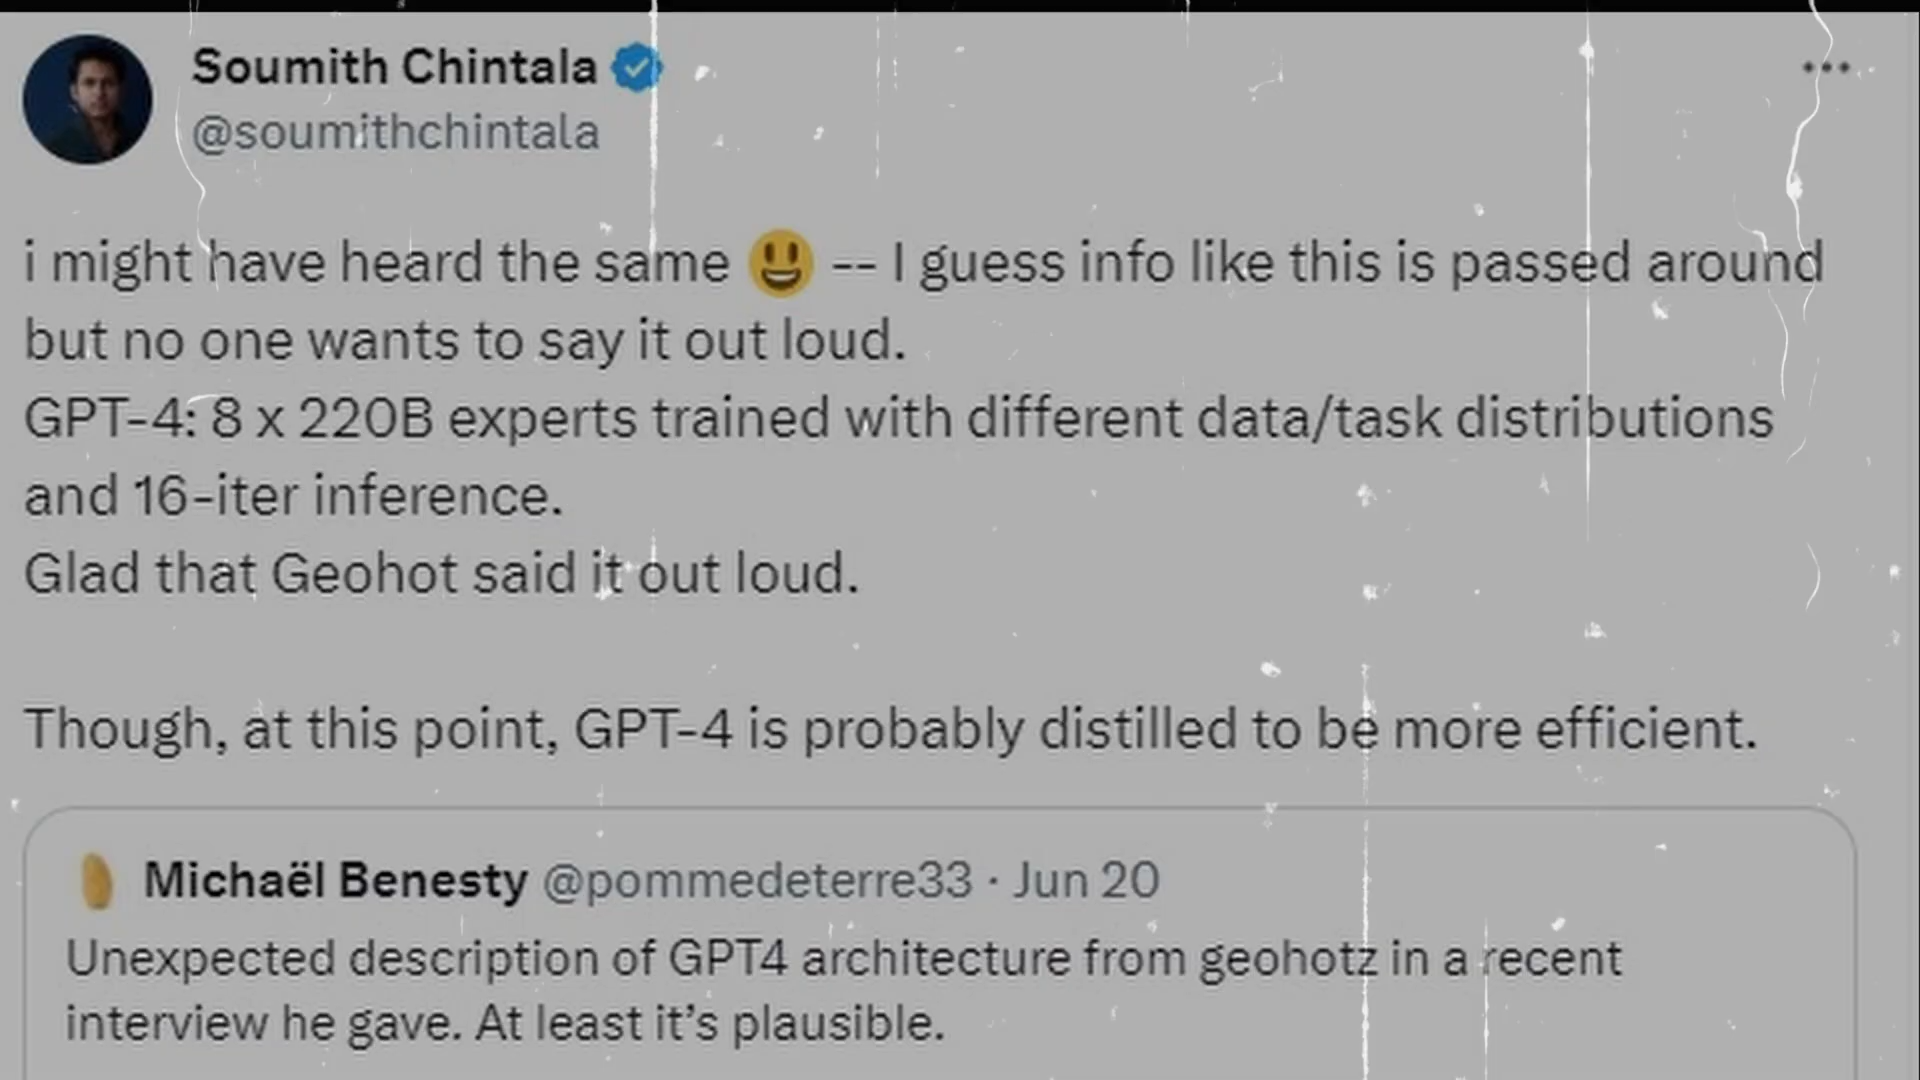 Soumith Chintala
@soumithchintala
i might have heard the same 😃 -- I guess info like this is passed around
but no one wants to say it out loud.
GPT-4: 8 x 220B experts trained with different data/task distributions
and 16-iter inference.
Glad that Geohot said it out loud.
Though, at this point, GPT-4 is probably distilled to be more efficient.
Michaël Benesty @pommedeterre33 · Jun 20
Unexpected description of GPT4 architecture from geohotz in a recent
interview he gave. At least it’s plausible.